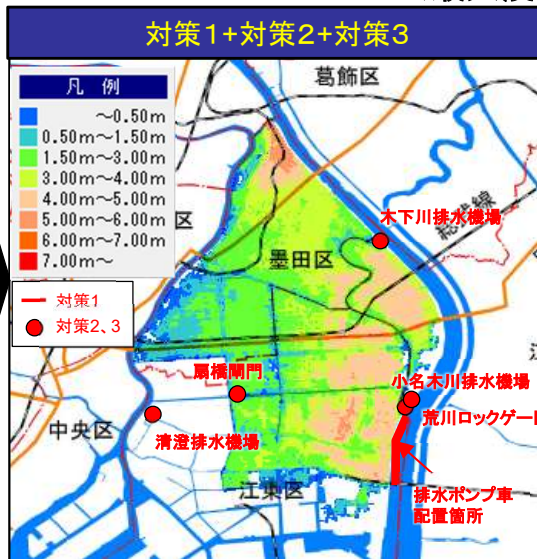 対策1+対策2+対策3
凡 例
～0.50m
0.50m～1.50m
1.50m～3.00m
3.00m～4.00m
4.00m～5.00m
5.00m～6.00m
6.00m～7.00m
7.00m～
対策1
対策2、3
葛飾区
区
総武線
木下川排水機場
墨田区
扇橋閘門
小名木川排水機場
荒川ロックゲート
中央区
清澄排水機場
江東区
排水ポンプ車
配置箇所